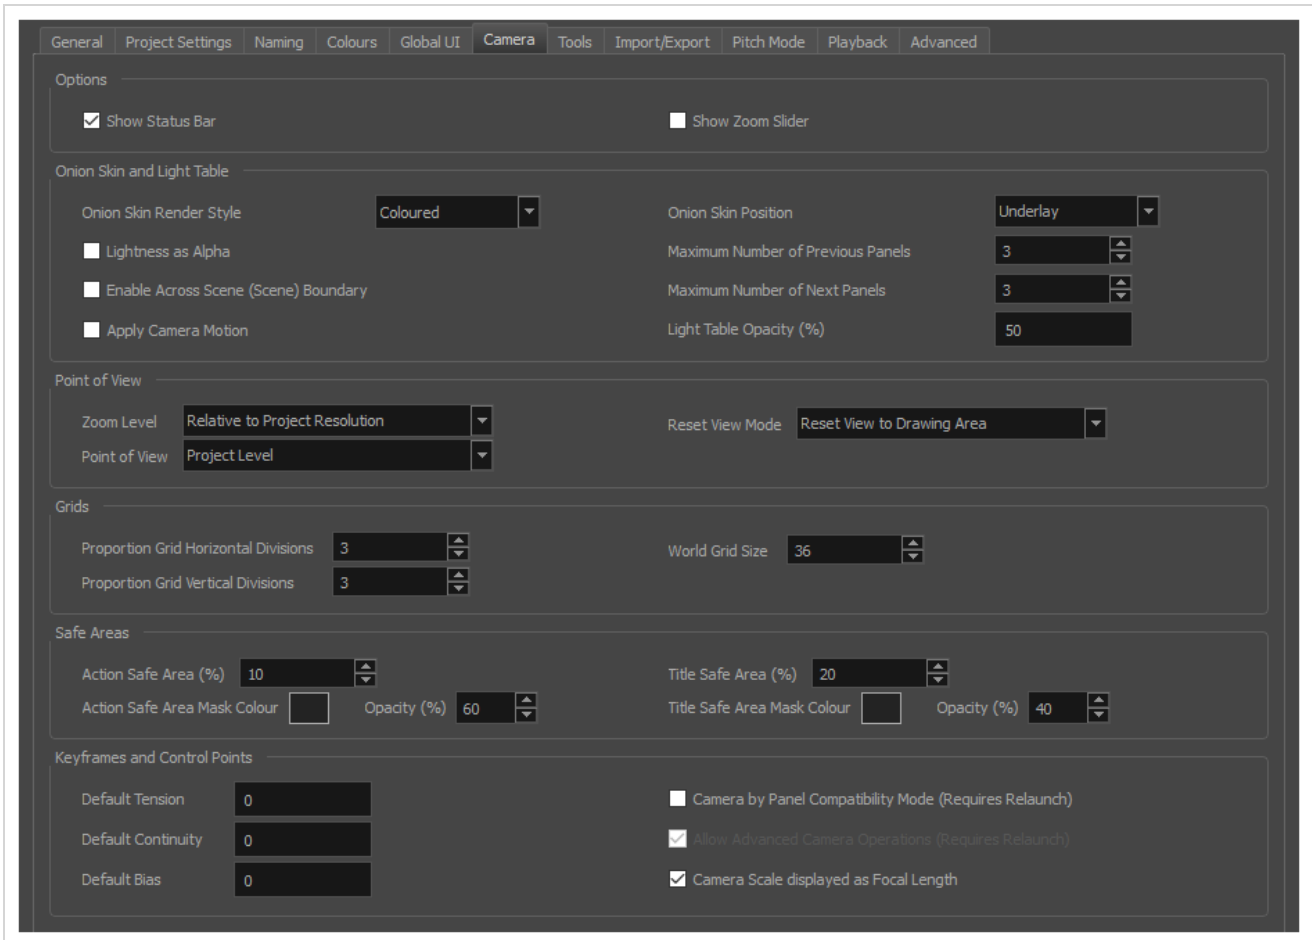 General Project Settings Naming Colours Global UI Camera Tools Import/Export Pitch Mode Playback Advanced
Options
Show Status Bar Show Zoom Slider
Onion Skin and Light Table
Onion Skin Render Style Coloured Onion Skin Position Underlay
Lightness as Alpha Maximum Number of Previous Panels 3
Enable Across Scene (Scene) Boundary Maximum Number of Next Panels 3
Apply Camera Motion Light Table Opacity (%) 50
Point of View
Zoom Level Relative to Project Resolution Reset View Mode Reset View to Drawing Area
Point of View Project Level
Grids
Proportion Grid Horizontal Divisions 3 World Grid Size 36
Proportion Grid Vertical Divisions 3
Safe Areas
Action Safe Area (%) 10 Title Safe Area (%) 20
Action Safe Area Mask Colour Opacity (%) 60 Title Safe Area Mask Colour Opacity (%) 40
Keyframes and Control Points
Default Tension 0 Camera by Panel Compatibility Mode (Requires Relaunch)
Default Continuity 0 Allow Advanced Camera Operations (Requires Relaunch)
Default Bias 0 Camera Scale displayed as Focal Length